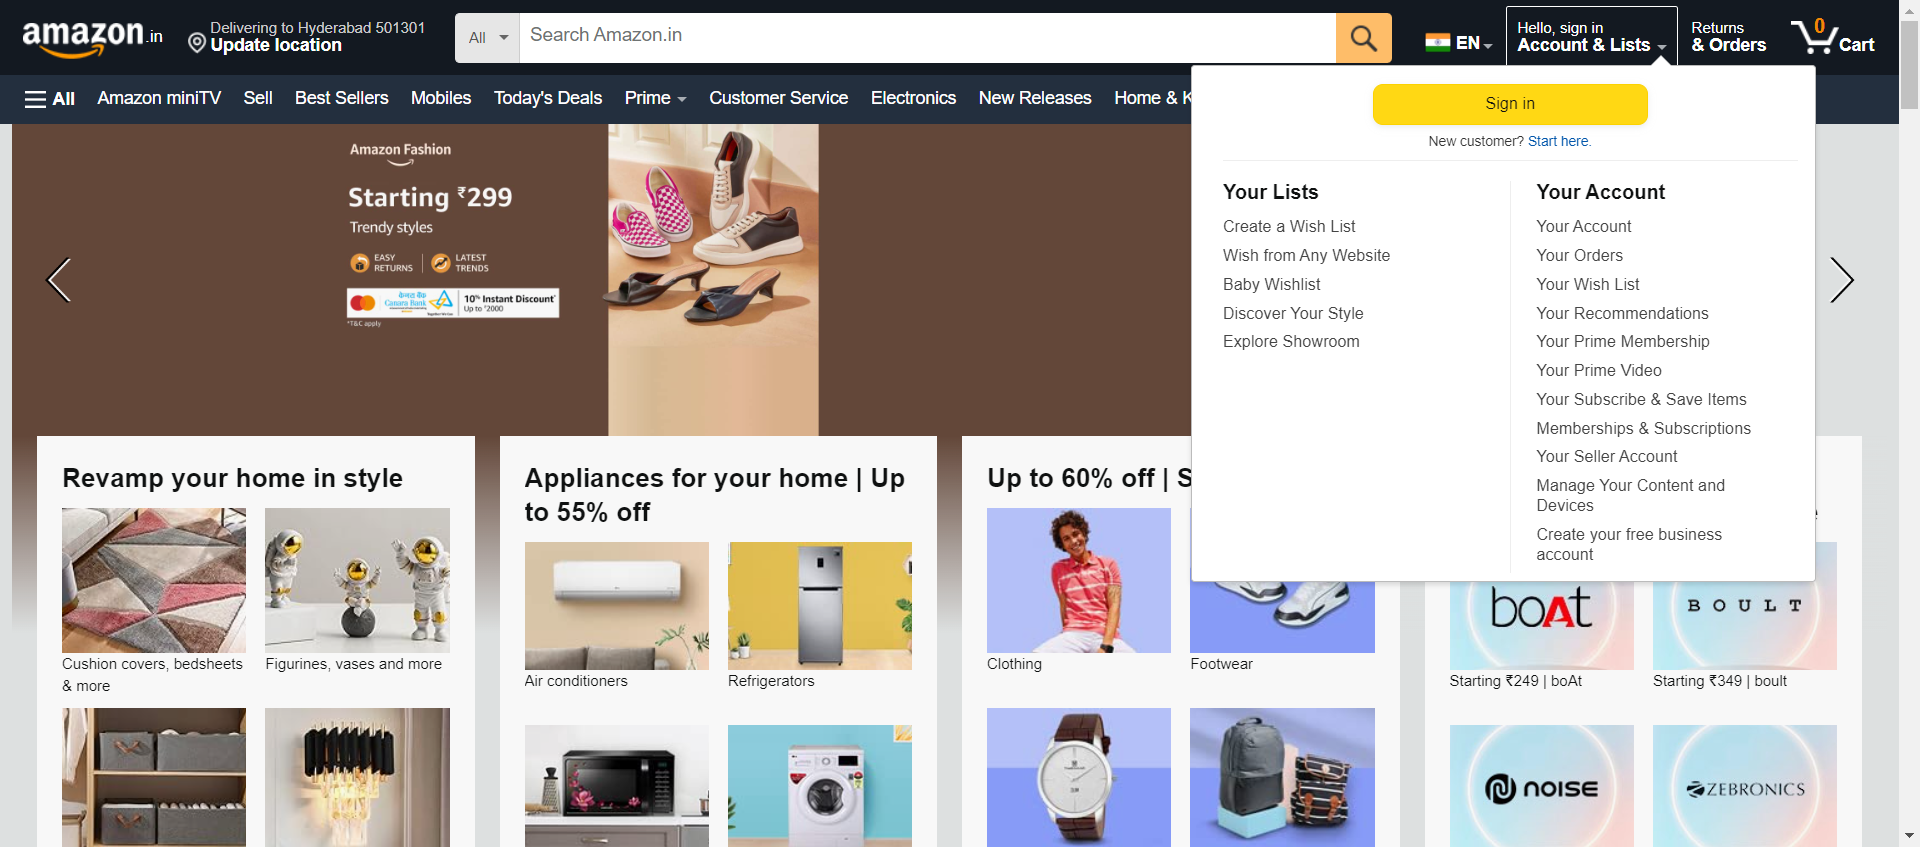 amazon.in
Delivering to Hyderabad 501301
Update location
All
Search Amazon.in
EN
Hello, sign in
Account & Lists
Returns
& Orders
0
Cart
All
Amazon miniTV
Sell
Best Sellers
Mobiles
Today's Deals
Prime
Customer Service
Electronics
New Releases
Home & K
Sign in
New customer? Start here.
Your Lists
Create a Wish List
Wish from Any Website
Baby Wishlist
Discover Your Style
Explore Showroom
Your Account
Your Account
Your Orders
Your Wish List
Your Recommendations
Your Prime Membership
Your Prime Video
Your Subscribe & Save Items
Memberships & Subscriptions
Your Seller Account
Manage Your Content and
Devices
Create your free business
account
Amazon Fashion
Starting ₹299
Trendy styles
EASY
RETURNS
LATEST
TRENDS
केनरा बैंक
Canara Bank
10% Instant Discount*
Up to ₹2000
*T&C apply
Revamp your home in style
Cushion covers, bedsheets
& more
Figurines, vases and more
Appliances for your home | Up
to 55% off
Air conditioners
Refrigerators
Up to 60% off | S
Clothing
Footwear
boAt
BOULT
Starting ₹249 | boAt
Starting ₹349 | boult
noise
ZEBRONICS